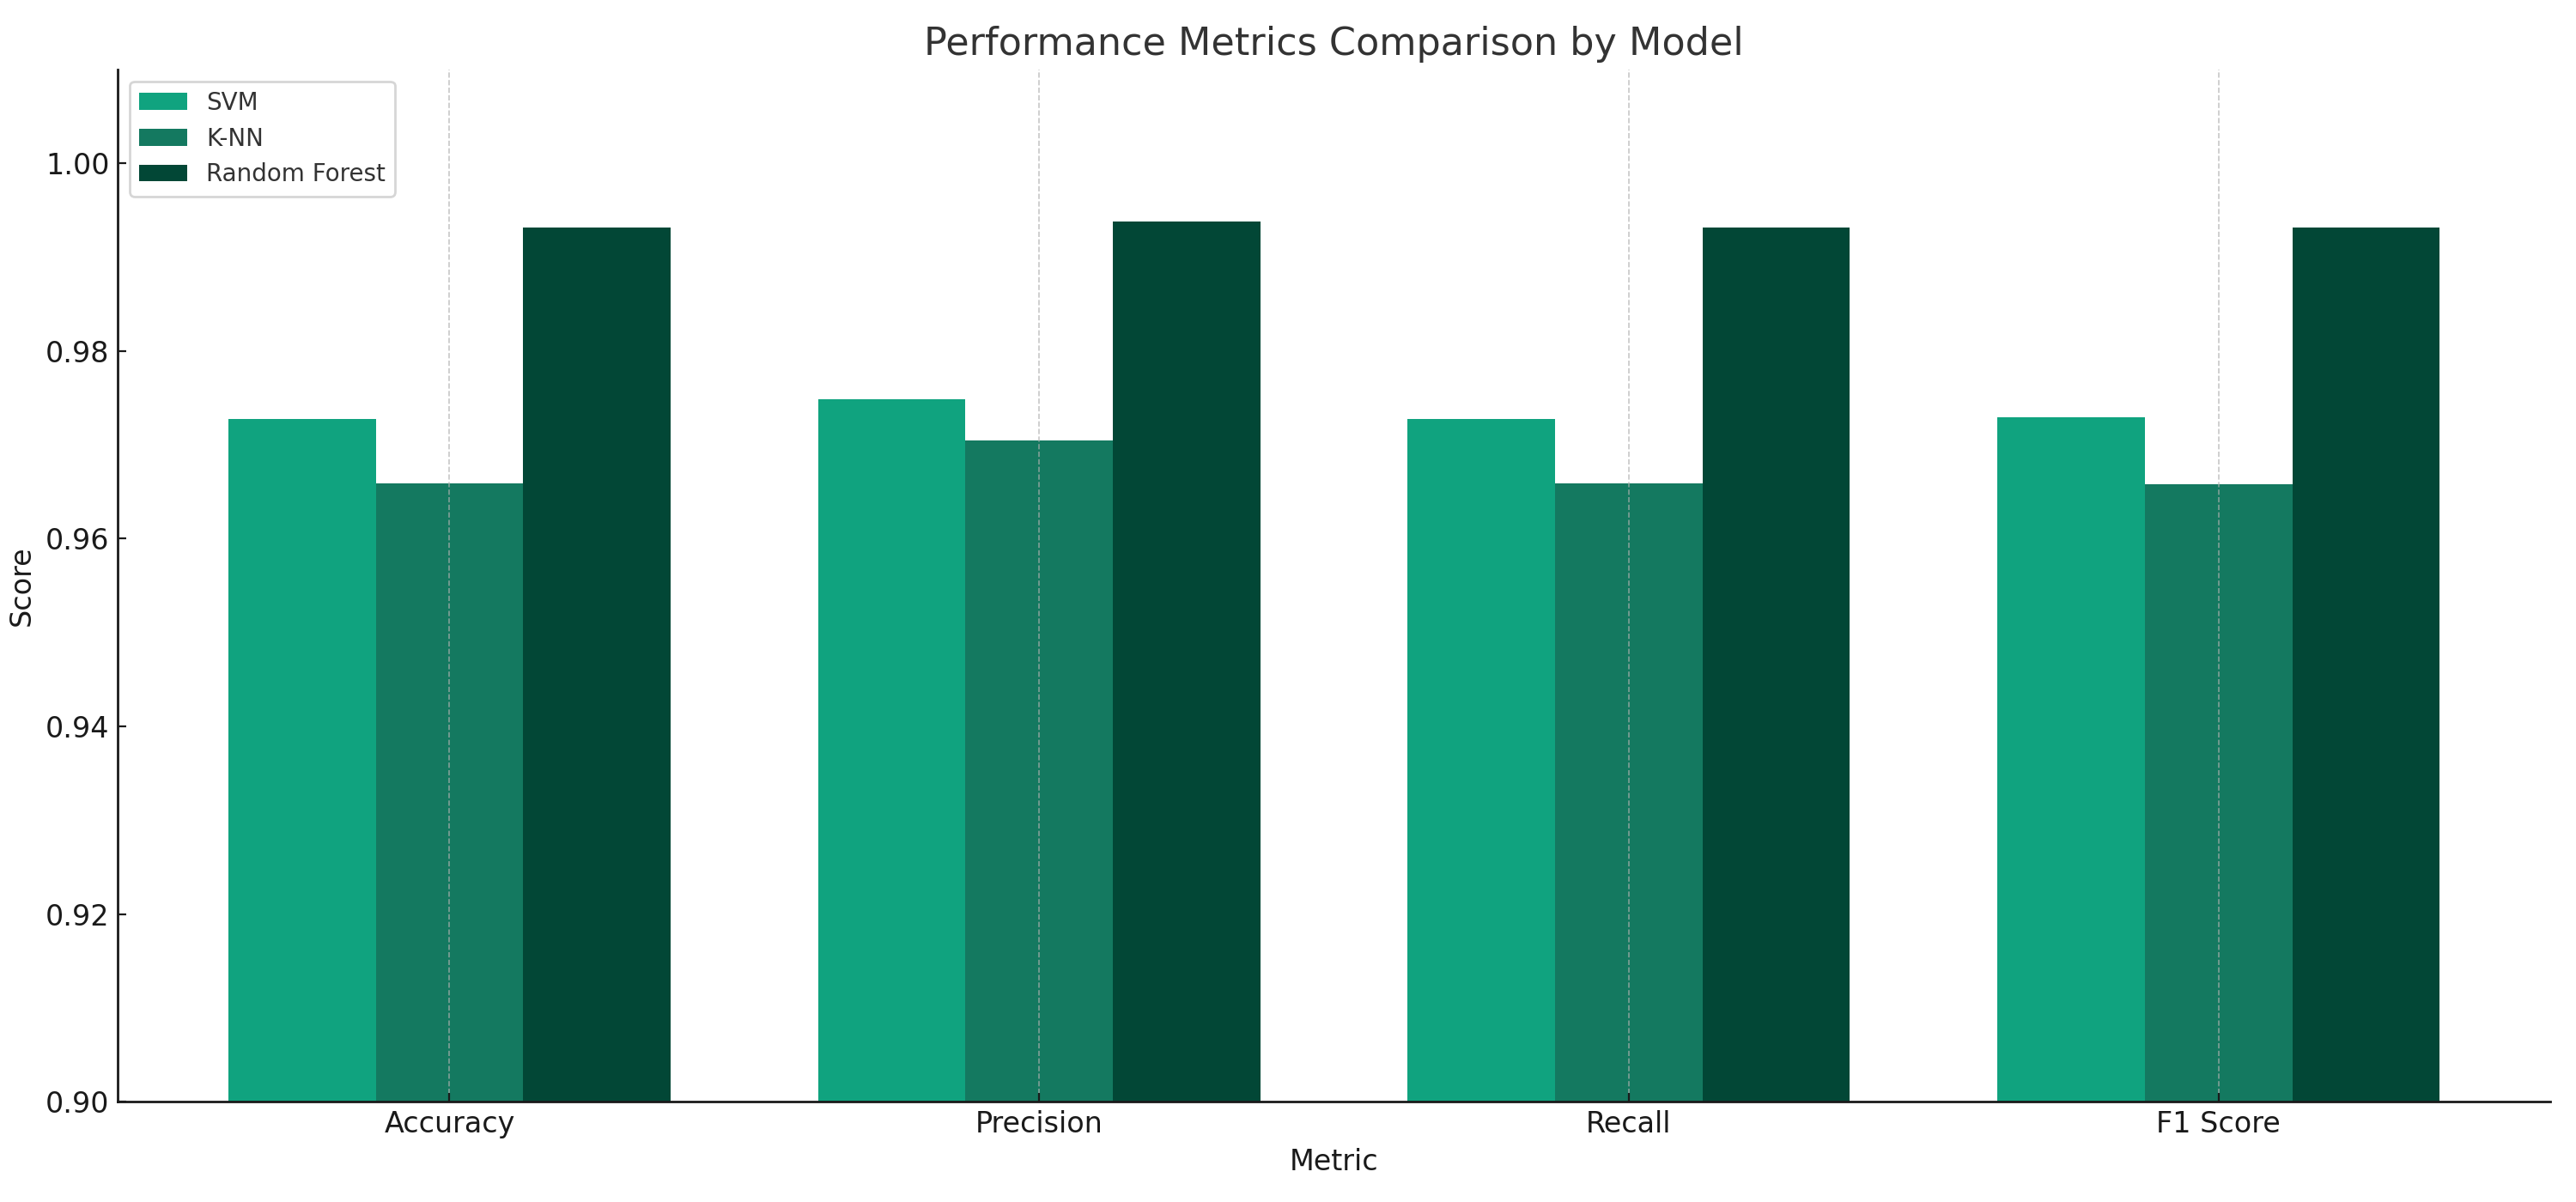 Performance Metrics Comparison by Model
SVM
K-NN
Random Forest
1.00
0.98
0.96
0.94
0.92
0.90
Score
Accuracy Precision Recall F1 Score
Metric